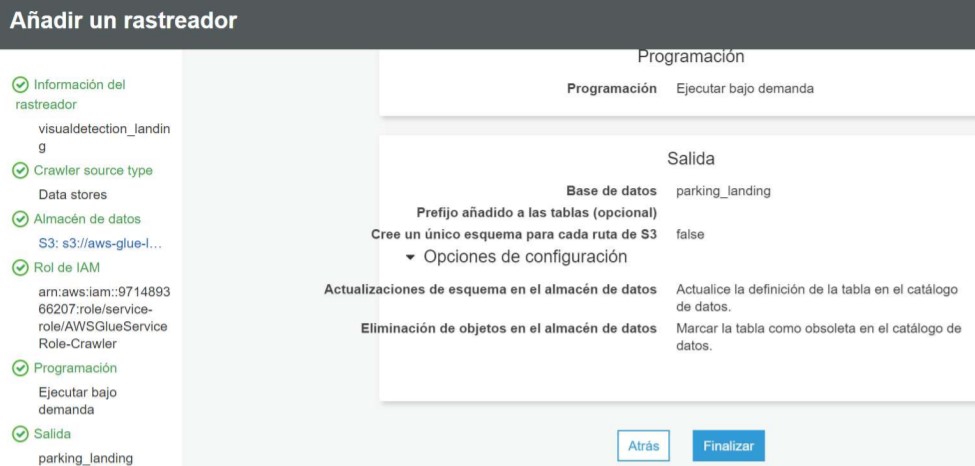 Añadir un rastreador
Información del
rastreador
visualdetection_landin
g
Crawler source type
Data stores
Almacén de datos
S3: s3://aws-glue-l...
Rol de IAM
arn:aws:iam::9714893
66207:role/service-
role/AWSGlueService
Role-Crawler
Programación
Ejecutar bajo
demanda
Salida
parking_landing
Programación
Programación Ejecutar bajo demanda
Salida
Base de datos parking_landing
Prefijo añadido a las tablas (opcional)
Cree un único esquema para cada ruta de S3 false
Opciones de configuración
Actualizaciones de esquema en el almacén de datos Actualice la definición de la tabla en el catálogo
de datos.
Eliminación de objetos en el almacén de datos Marcar la tabla como obsoleta en el catálogo de
datos.
Atrás Finalizar